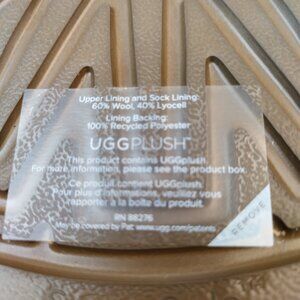 Upper Lining and Sock Lining:
60% Wool, 40% Lyocell
Lining Backing:
100% Recycled Polyester
UGGPLUSH™
This product contains UGGplush.
For more information, please see the product box.
Ce produit contient UGGplush.
Pour plus d'informations, veuillez vous
rapporter à la boîte du produit.
RN 88276
May be covered by Pat: www.ugg.com/patents
REMOVE